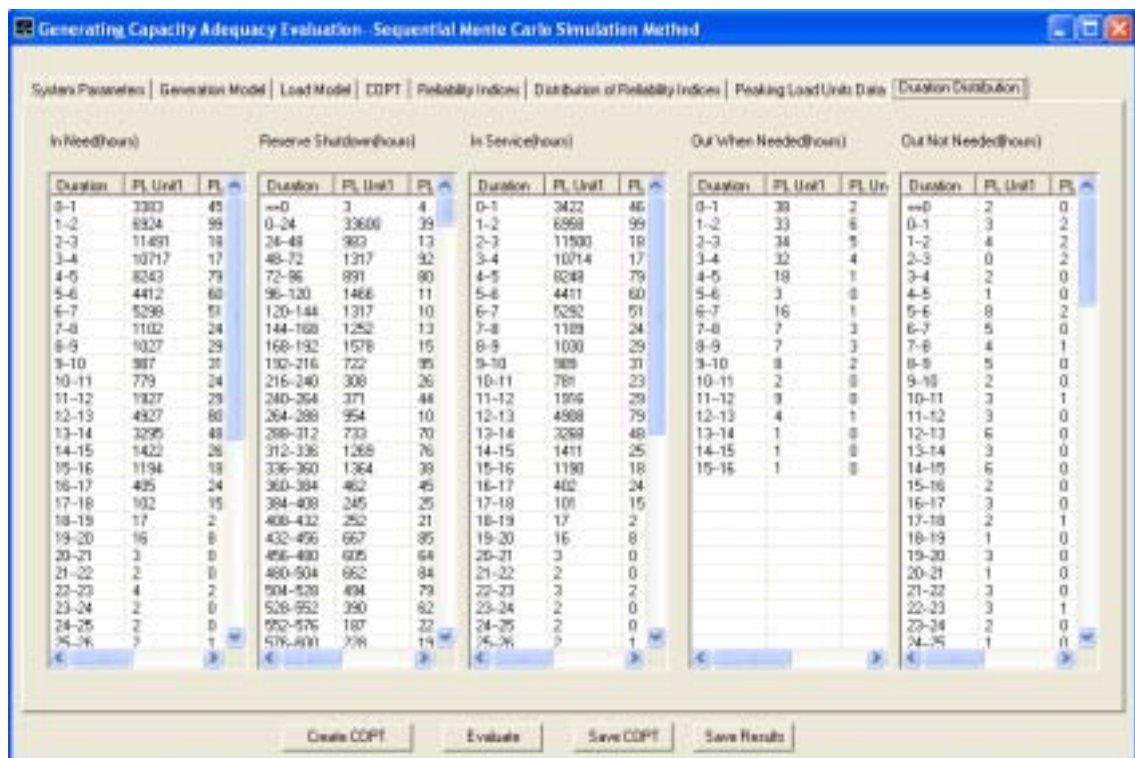 Generating Capacity Adequacy Evaluation--Sequential Monte Carlo Simulation Method
System Parameters Generation Model Load Model COPT Reliability Indices Distribution of Reliability Indices Peaking Load Units Data Duration Distribution
In Need(hours) Reserve Shutdown(hours) In Service(hours) Out When Needed(hours) Out Not Needed(hours)
Duration PL Unit1 PL Duration PL Unit1 PL Duration PL Unit1 PL Duration PL Unit1 PL Un Duration PL Unit1 PL
0--1 3383 45 ==0 3 4 0--1 3422 46 0--1 38 2 ==0 2 0
1--2 6924 99 0--24 33600 39 1--2 6958 99 1--2 33 6 0--1 3 2
2--3 11491 18 24--48 983 13 2--3 11500 18 2--3 34 5 1--2 4 2
3--4 10717 17 48--72 1317 92 3--4 10714 17 3--4 32 4 2--3 0 2
4--5 8243 79 72--96 891 80 4--5 8248 79 4--5 18 1 3--4 2 0
5--6 4412 60 96--120 1466 11 5--6 4411 60 5--6 3 0 4--5 1 0
6--7 5298 51 120--144 1317 10 6--7 5292 51 6--7 16 1 5--6 8 2
7--8 1102 24 144--168 1252 13 7--8 1109 24 7--8 7 3 6--7 5 0
8--9 1027 29 168--192 1578 15 8--9 1030 29 8--9 7 3 7--8 4 1
9--10 987 31 192--216 722 95 9--10 989 31 9--10 8 2 8--9 5 0
10--11 779 24 216--240 308 26 10--11 781 23 10--11 2 0 9--10 2 0
11--12 1927 29 240--264 371 44 11--12 1916 29 11--12 9 0 10--11 3 1
12--13 4927 80 264--288 954 10 12--13 4908 79 12--13 4 1 11--12 3 0
13--14 3295 48 288--312 733 70 13--14 3268 48 13--14 1 0 12--13 6 0
14--15 1422 26 312--336 1269 76 14--15 1411 25 14--15 1 0 13--14 3 0
15--16 1194 18 336--360 1364 38 15--16 1190 18 15--16 1 0 14--15 6 0
16--17 405 24 360--384 462 45 16--17 402 24 15--16 2 0
17--18 102 15 384--408 245 25 17--18 101 15 16--17 3 0
18--19 17 2 408--432 252 21 18--19 17 2 17--18 2 1
19--20 16 8 432--456 667 85 19--20 16 8 18--19 1 0
20--21 3 0 456--480 605 64 20--21 3 0 19--20 3 0
21--22 2 0 480--504 662 84 21--22 2 0 20--21 1 0
22--23 4 2 504--528 494 79 22--23 3 2 21--22 3 0
23--24 2 0 528--552 390 62 23--24 2 0 22--23 3 1
24--25 2 0 552--576 187 22 24--25 2 0 23--24 2 0
25--26 2 1 576--600 228 19 25--26 2 1 24--25 1 0
Create COPT Evaluate Save COPT Save Results